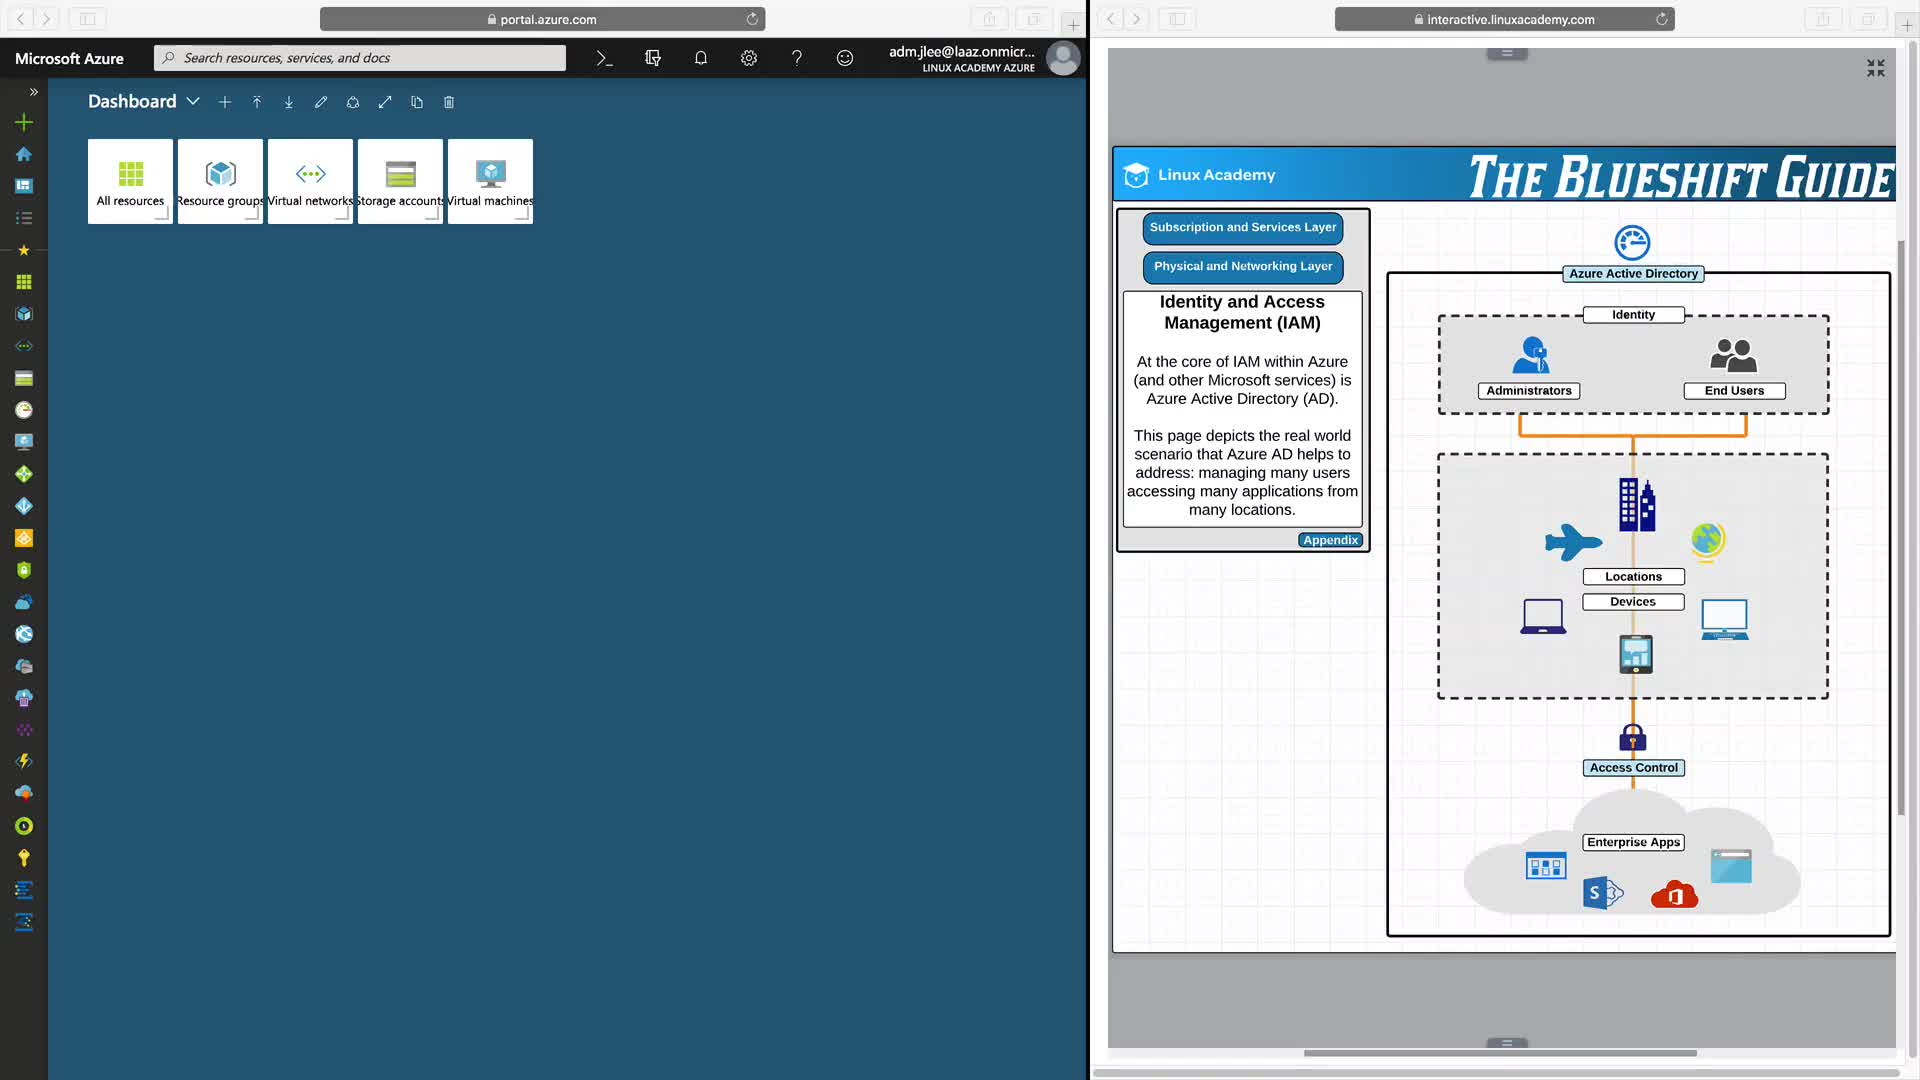 portal.azure.com
interactive.linuxacademy.com
Microsoft Azure
Search resources, services, and docs
adm.jlee@laaz.onmicr...
LINUX ACADEMY AZURE
Dashboard
All resources
Resource groups
Virtual networks
Storage accounts
Virtual machines
Linux Academy
THE BLUESHIFT GUIDE
Subscription and Services Layer
Physical and Networking Layer
Identity and Access
Management (IAM)
At the core of IAM within Azure
(and other Microsoft services) is
Azure Active Directory (AD).
This page depicts the real world
scenario that Azure AD helps to
address: managing many users
accessing many applications from
many locations.
Appendix
Azure Active Directory
Identity
Administrators
End Users
Locations
Devices
Access Control
Enterprise Apps
S